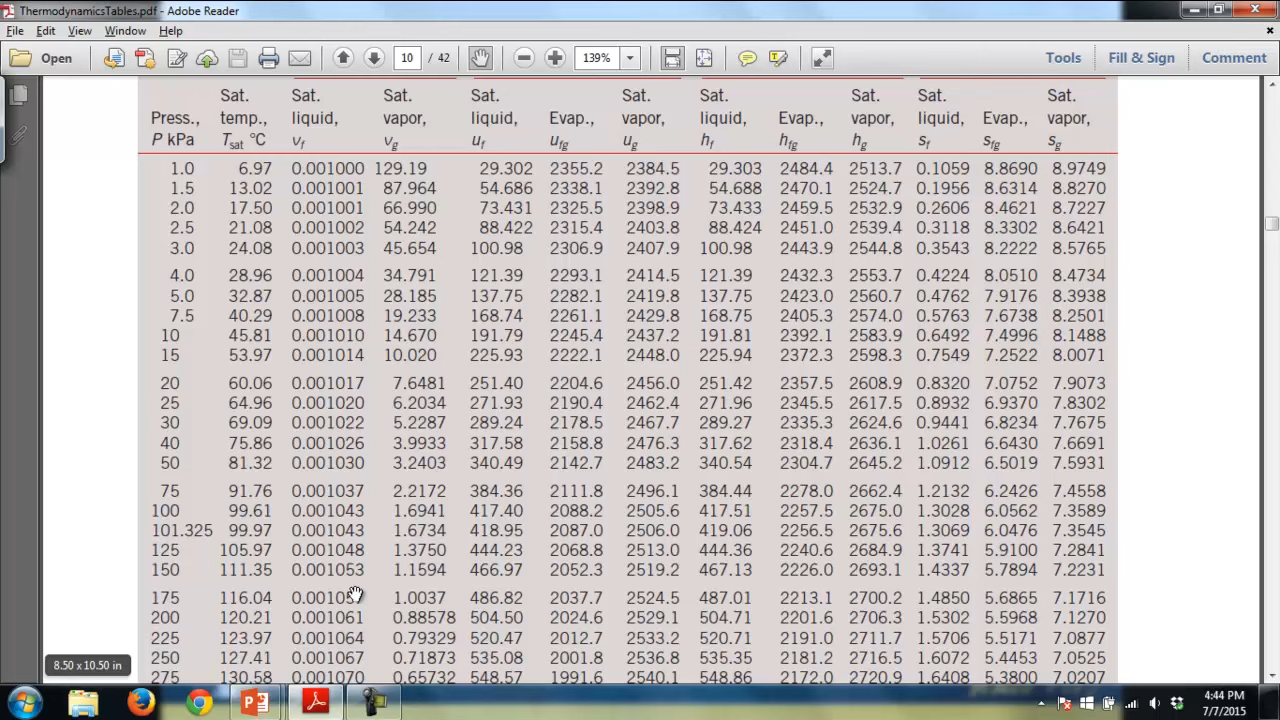 ThermodynamicsTables.pdf - Adobe Reader
File Edit View Window Help
Open 10 / 42 139% Tools Fill & Sign Comment
Sat. Sat. Sat. Sat. Sat. Sat. Sat. Sat. Sat.
Press., temp., liquid, vapor, liquid, Evap., vapor, liquid, Evap., vapor, liquid, Evap., vapor,
P kPa Tsat °C vf vg uf ufg ug hf hfg hg sf sfg sg
1.0 6.97 0.001000 129.19 29.302 2355.2 2384.5 29.303 2484.4 2513.7 0.1059 8.8690 8.9749
1.5 13.02 0.001001 87.964 54.686 2338.1 2392.8 54.688 2470.1 2524.7 0.1956 8.6314 8.8270
2.0 17.50 0.001001 66.990 73.431 2325.5 2398.9 73.433 2459.5 2532.9 0.2606 8.4621 8.7227
2.5 21.08 0.001002 54.242 88.422 2315.4 2403.8 88.424 2451.0 2539.4 0.3118 8.3302 8.6421
3.0 24.08 0.001003 45.654 100.98 2306.9 2407.9 100.98 2443.9 2544.8 0.3543 8.2222 8.5765
4.0 28.96 0.001004 34.791 121.39 2293.1 2414.5 121.39 2432.3 2553.7 0.4224 8.0510 8.4734
5.0 32.87 0.001005 28.185 137.75 2282.1 2419.8 137.75 2423.0 2560.7 0.4762 7.9176 8.3938
7.5 40.29 0.001008 19.233 168.74 2261.1 2429.8 168.75 2405.3 2574.0 0.5763 7.6738 8.2501
10 45.81 0.001010 14.670 191.79 2245.4 2437.2 191.81 2392.1 2583.9 0.6492 7.4996 8.1488
15 53.97 0.001014 10.020 225.93 2222.1 2448.0 225.94 2372.3 2598.3 0.7549 7.2522 8.0071
20 60.06 0.001017 7.6481 251.40 2204.6 2456.0 251.42 2357.5 2608.9 0.8320 7.0752 7.9073
25 64.96 0.001020 6.2034 271.93 2190.4 2462.4 271.96 2345.5 2617.5 0.8932 6.9370 7.8302
30 69.09 0.001022 5.2287 289.24 2178.5 2467.7 289.27 2335.3 2624.6 0.9441 6.8234 7.7675
40 75.86 0.001026 3.9933 317.58 2158.8 2476.3 317.62 2318.4 2636.1 1.0261 6.6430 7.6691
50 81.32 0.001030 3.2403 340.49 2142.7 2483.2 340.54 2304.7 2645.2 1.0912 6.5019 7.5931
75 91.76 0.001037 2.2172 384.36 2111.8 2496.1 384.44 2278.0 2662.4 1.2132 6.2426 7.4558
100 99.61 0.001043 1.6941 417.40 2088.2 2505.6 417.51 2257.5 2675.0 1.3028 6.0562 7.3589
101.325 99.97 0.001043 1.6734 418.95 2087.0 2506.0 419.06 2256.5 2675.6 1.3069 6.0476 7.3545
125 105.97 0.001048 1.3750 444.23 2068.8 2513.0 444.36 2240.6 2684.9 1.3741 5.9100 7.2841
150 111.35 0.001053 1.1594 466.97 2052.3 2519.2 467.13 2226.0 2693.1 1.4337 5.7894 7.2231
175 116.04 1.0037 486.82 2037.7 2524.5 487.01 2213.1 2700.2 1.4850 5.6865 7.1716
200 120.21 0.001061 0.88578 504.50 2024.6 2529.1 504.71 2201.6 2706.3 1.5302 5.5968 7.1270
225 123.97 0.001064 0.79329 520.47 2012.7 2533.2 520.71 2191.0 2711.7 1.5706 5.5171 7.0877
250 127.41 0.001067 0.71873 535.08 2001.8 2536.8 535.35 2181.2 2716.5 1.6072 5.4453 7.0525
275 130.58 0.001070 0.65732 548.57 1991.6 2540.1 548.86 2172.0 2720.9 1.6408 5.3800 7.0207
8.50 x 10.50 in
4:44 PM
7/7/2015